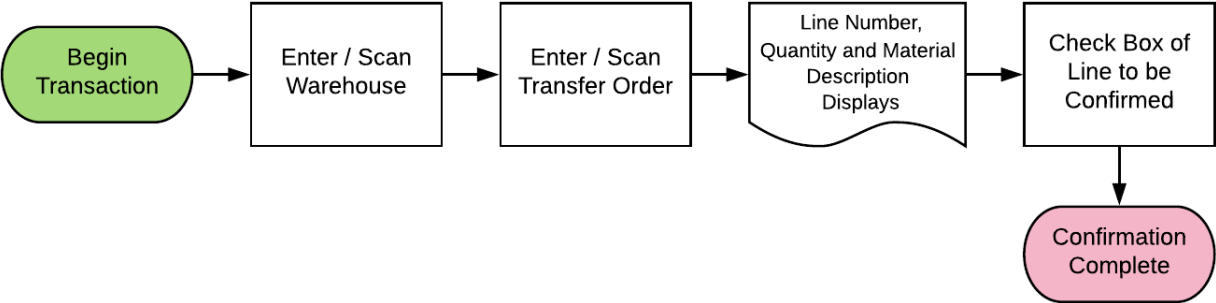 Begin
Transaction
Enter / Scan
Warehouse
Enter / Scan
Transfer Order
Line Number,
Quantity and Material
Description
Displays
Check Box of
Line to be
Confirmed
Confirmation
Complete